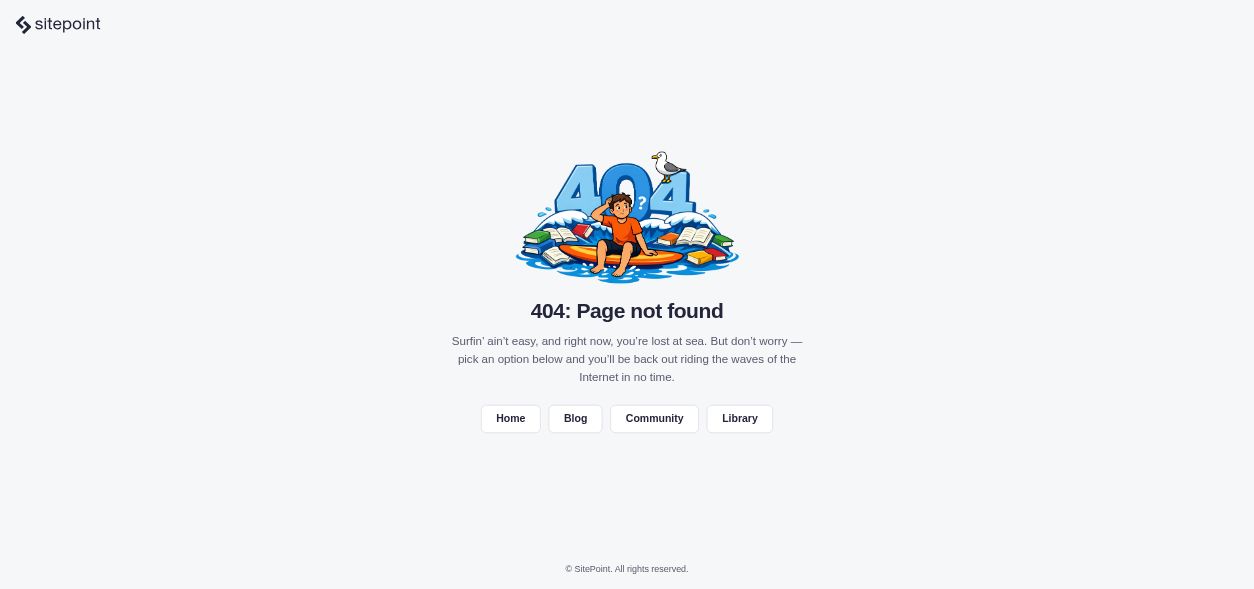 sitepoint
404
?
404: Page not found
Surfin’ ain’t easy, and right now, you’re lost at sea. But don’t worry —
pick an option below and you’ll be back out riding the waves of the
Internet in no time.
Home Blog Community Library
© SitePoint. All rights reserved.